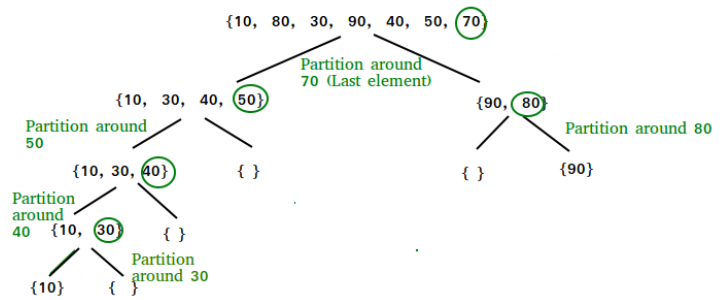 {10, 80, 30, 90, 40, 50, 70}
Partition around
70 (Last element)
{10, 30, 40, 50}
{90, 80}
Partition around
50
Partition around 80
{10, 30, 40}
{ }
{ }
{90}
Partition
around
40
{10, 30}
{ }
Partition
around 30
{10}
{ }